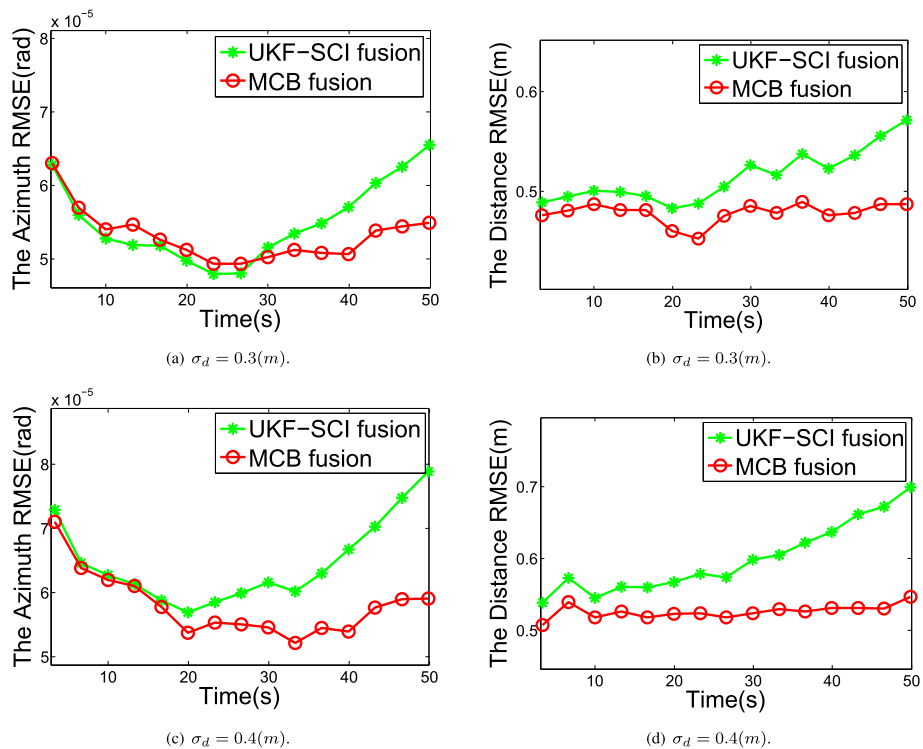 × 10⁻⁵
8
7
6
5
The Azimuth RMSE(rad)
UKF−SCI fusion
MCB fusion
10 20 30 40 50
Time(s)
(a) σ_d = 0.3(m).
0.6
0.5
The Distance RMSE(m)
UKF−SCI fusion
MCB fusion
10 20 30 40 50
Time(s)
(b) σ_d = 0.3(m).
× 10⁻⁵
8
7
6
5
The Azimuth RMSE(rad)
UKF−SCI fusion
MCB fusion
10 20 30 40 50
Time(s)
(c) σ_d = 0.4(m).
0.7
0.6
0.5
The Distance RMSE(m)
UKF−SCI fusion
MCB fusion
10 20 30 40 50
Time(s)
(d) σ_d = 0.4(m).